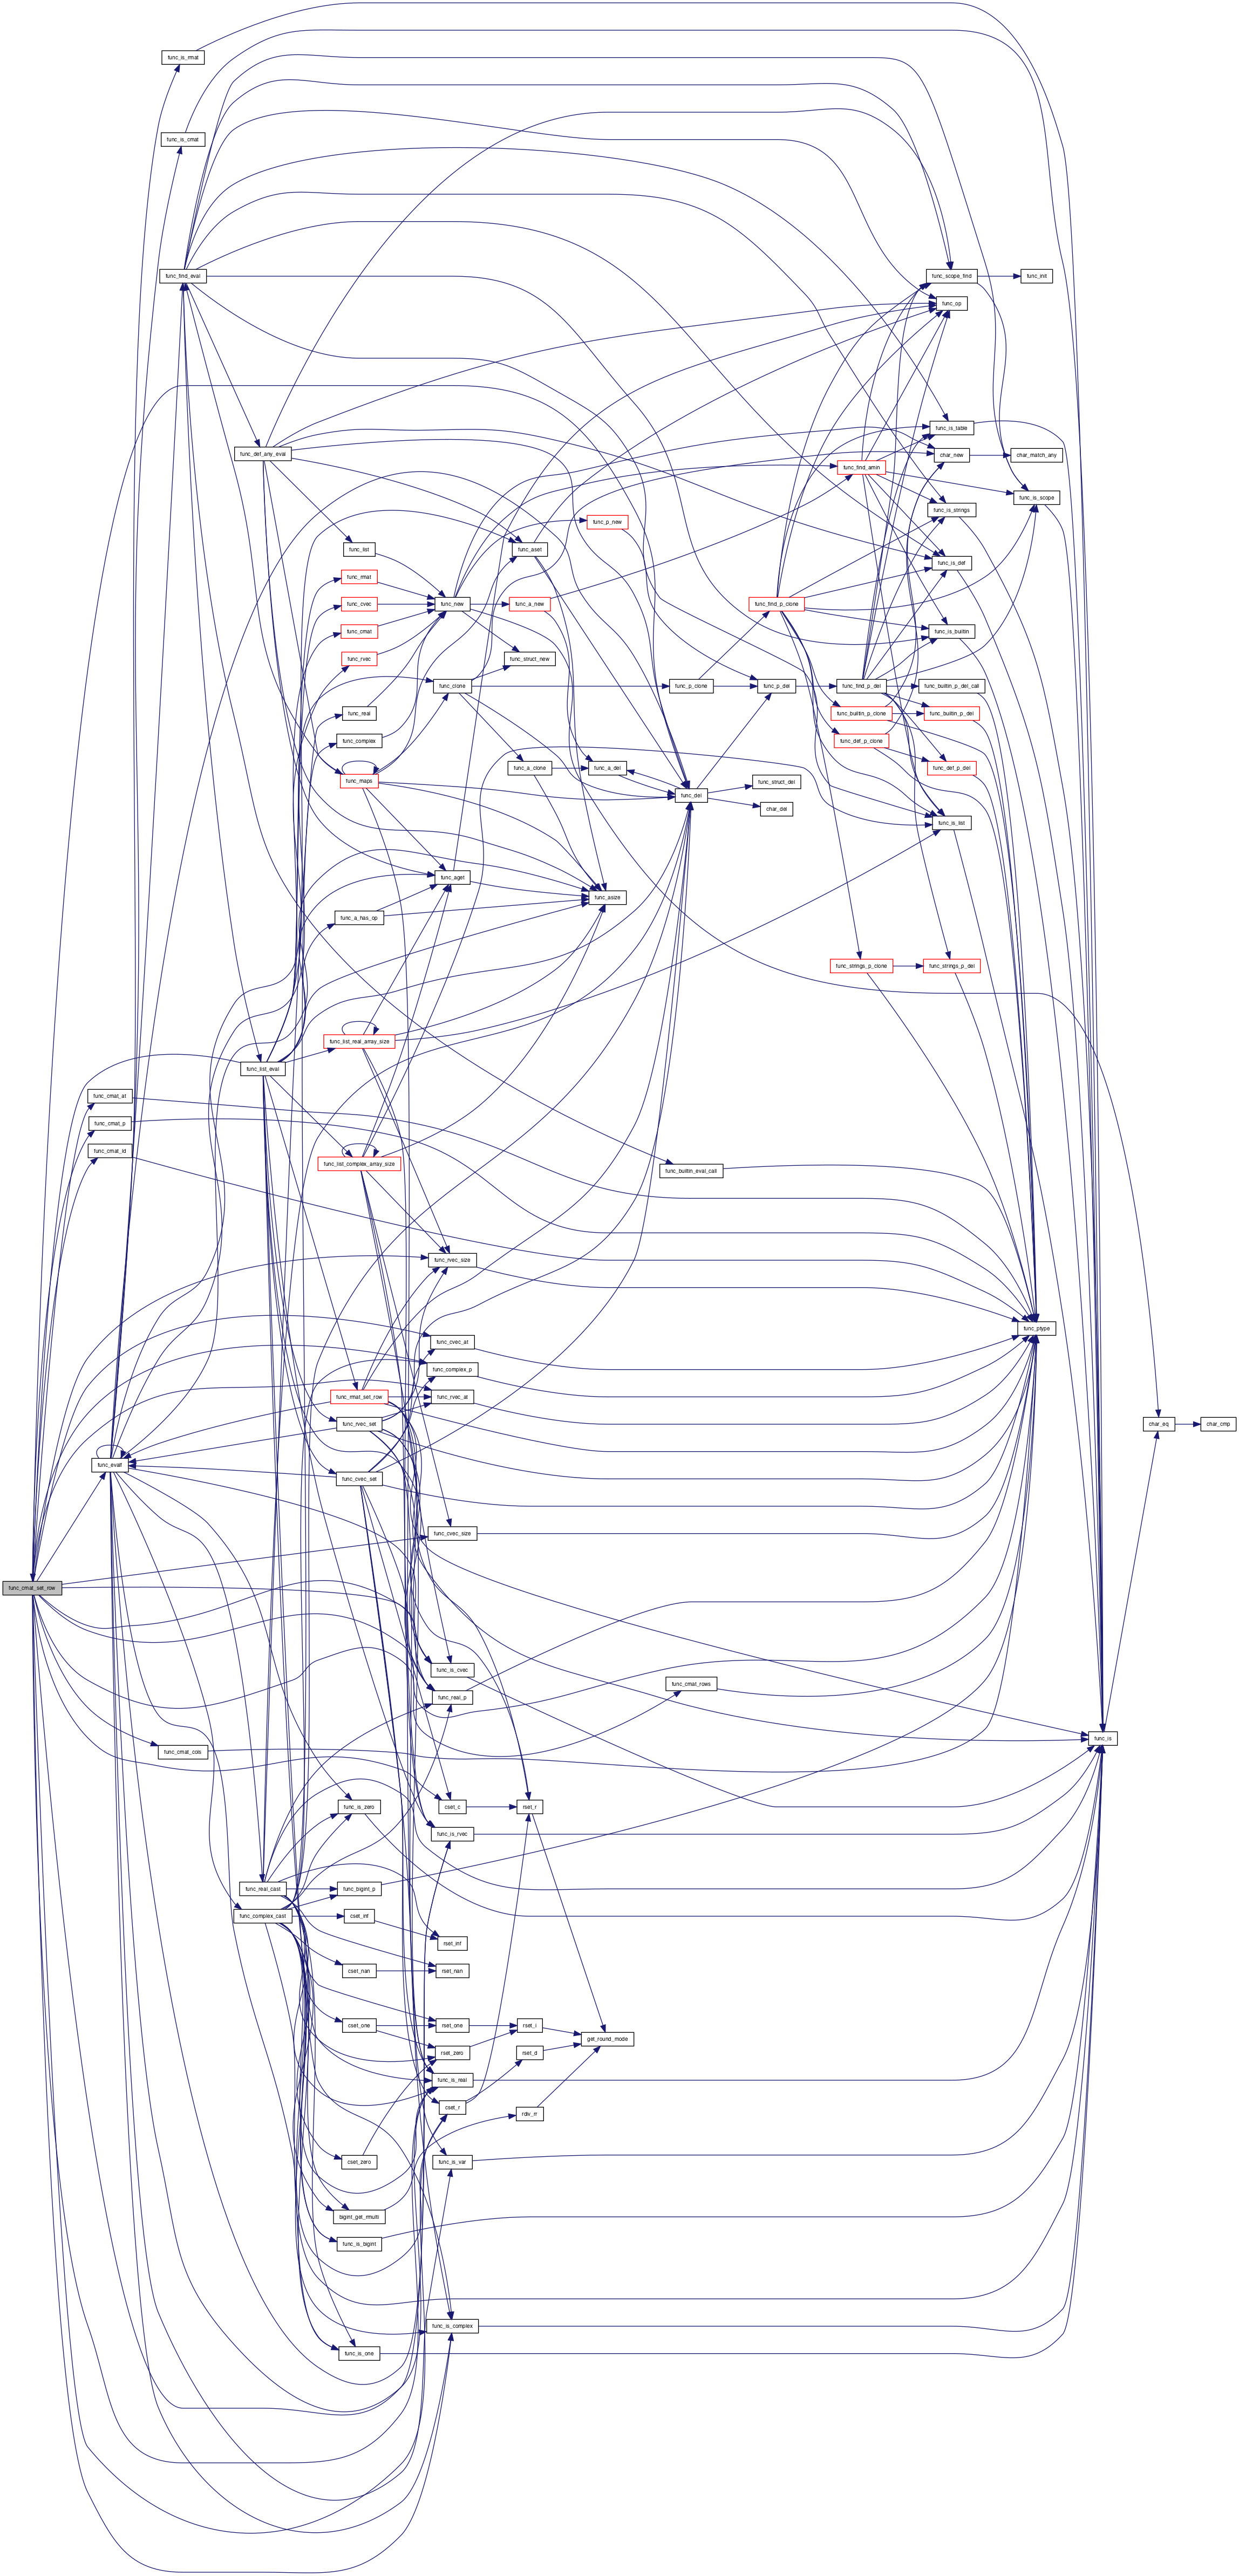 func_is_rmat
func_is_cmat
func_find_eval
func_scope_find
func_init
func_op
func_def_any_eval
func_is_table
char_new
char_match_any
func_find_amin
func_is_scope
func_is_strings
func_p_new
func_list
func_aset
func_is_def
func_rmat
func_cvec
func_new
func_a_new
func_find_p_clone
func_cmat
func_is_builtin
func_rvec
func_struct_new
func_clone
func_p_clone
func_p_del
func_find_p_del
func_builtin_p_del_call
func_real
func_builtin_p_clone
func_builtin_p_del
func_complex
func_def_p_clone
func_a_clone
func_a_del
func_def_p_del
func_maps
func_struct_del
func_del
char_del
func_is_list
func_aget
func_asize
func_a_has_op
func_strings_p_clone
func_strings_p_del
func_list_real_array_size
func_list_eval
func_cmat_at
func_cmat_p
func_cmat_id
func_list_complex_array_size
func_builtin_eval_call
func_rvec_size
func_ptype
func_cvec_at
func_complex_p
func_rmat_set_row
func_rvec_at
func_rvec_set
char_eq
char_cmp
func_evalf
func_cvec_set
func_cvec_size
func_cmat_set_row
func_is_cvec
func_cmat_rows
func_real_p
func_is
func_cmat_cols
func_is_zero
cset_c
rset_r
func_is_rvec
func_real_cast
func_bigint_p
func_complex_cast
cset_inf
rset_inf
cset_nan
rset_nan
cset_one
rset_one
rset_i
get_round_mode
rset_zero
rset_d
func_is_real
cset_r
rdiv_rr
cset_zero
func_is_var
bigint_get_rmulti
func_is_bigint
func_is_complex
func_is_one